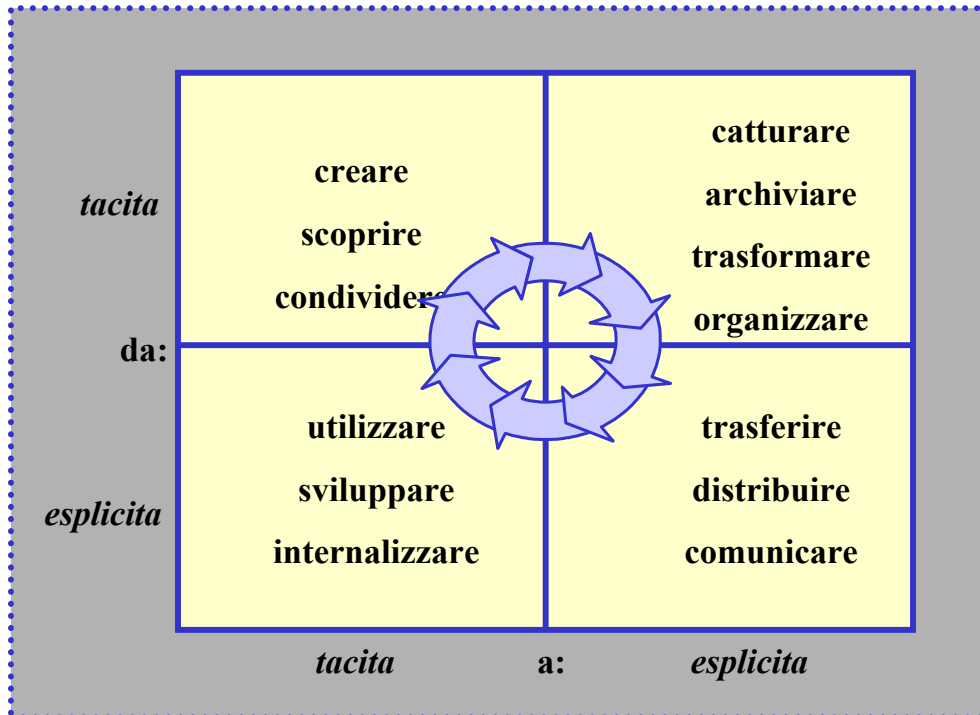 tacita
creare
scoprire
condividere
catturare
archiviare
trasformare
organizzare
da:
esplicita
utilizzare
sviluppare
internalizzare
trasferire
distribuire
comunicare
tacita
a:
esplicita